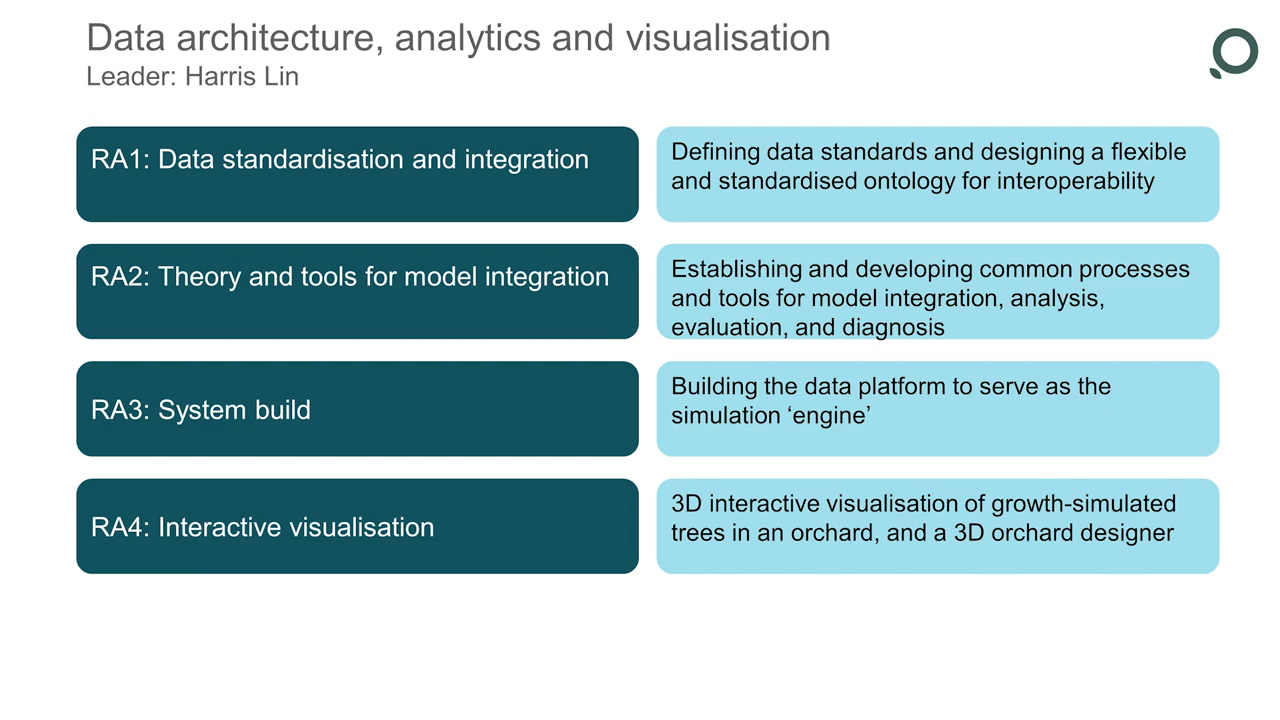 Data architecture, analytics and visualisation
Leader: Harris Lin
RA1: Data standardisation and integration
Defining data standards and designing a flexible
and standardised ontology for interoperability
RA2: Theory and tools for model integration
Establishing and developing common processes
and tools for model integration, analysis,
evaluation, and diagnosis
RA3: System build
Building the data platform to serve as the
simulation ‘engine’
RA4: Interactive visualisation
3D interactive visualisation of growth-simulated
trees in an orchard, and a 3D orchard designer